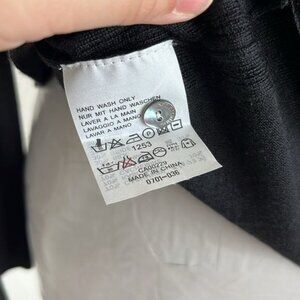 HAND WASH ONLY
NUR MIT HAND WASCHEN
LAVER A LA MAIN
LAVAGGIO A MANO
LAVAR A MANO
1253
CA00279
MADE IN CHINA
0701-036